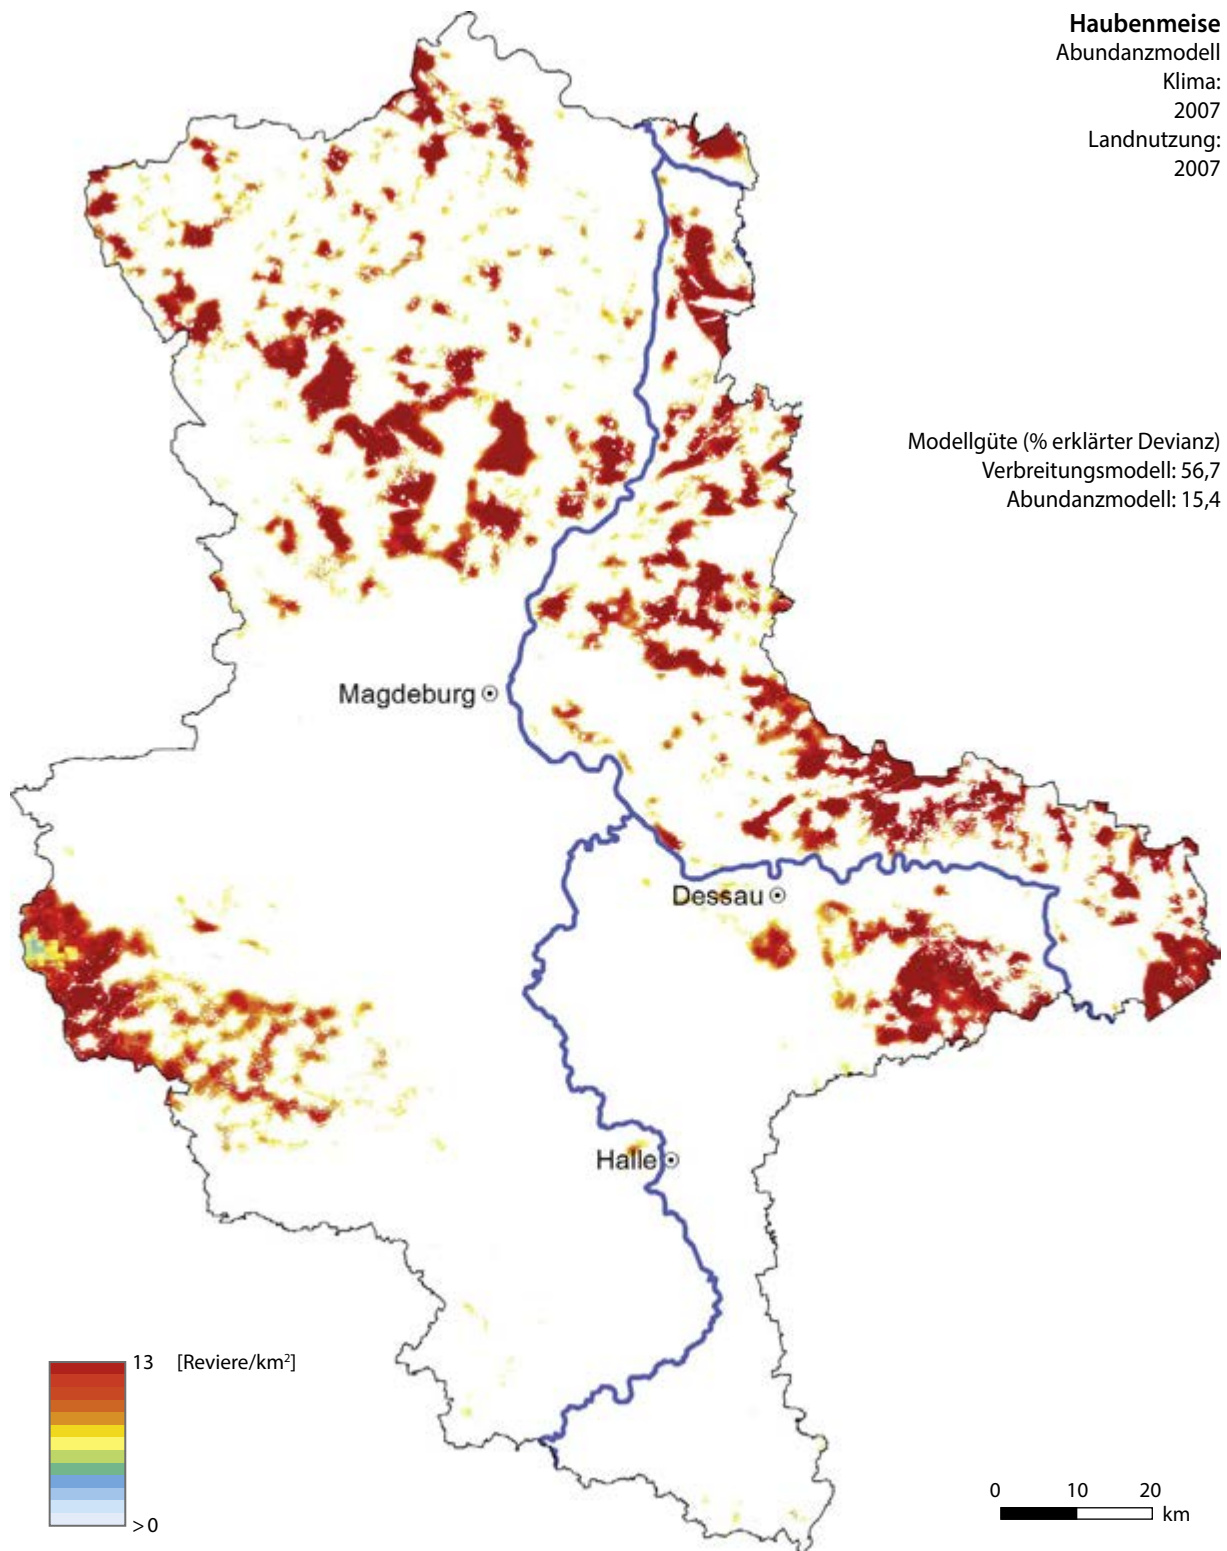 Haubenmeise
Abundanzmodell
Klima:
2007
Landnutzung:
2007
Modellgüte (% erklärter Devianz)
Verbreitungsmodell: 56,7
Abundanzmodell: 15,4
Magdeburg
Dessau
Halle
13 [Reviere/km²]
>0
0 10 20
km